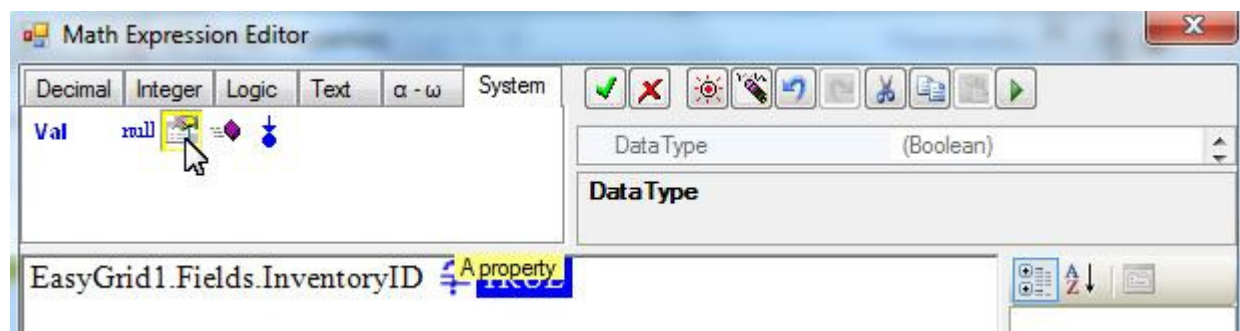 Math Expression Editor
Decimal Integer Logic Text α - ω System
Val null
DataType (Boolean)
DataType
EasyGrid1.Fields.InventoryID
A property